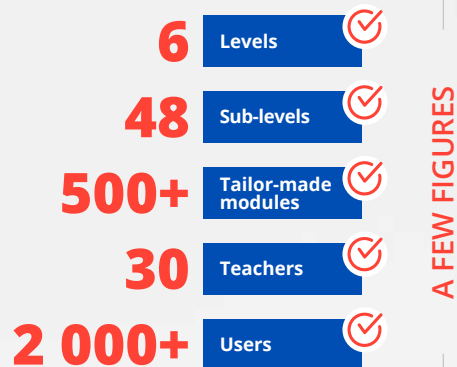 6 Levels
48 Sub-levels
500+ Tailor-made
modules
30 Teachers
2 000+ Users
A FEW FIGURES